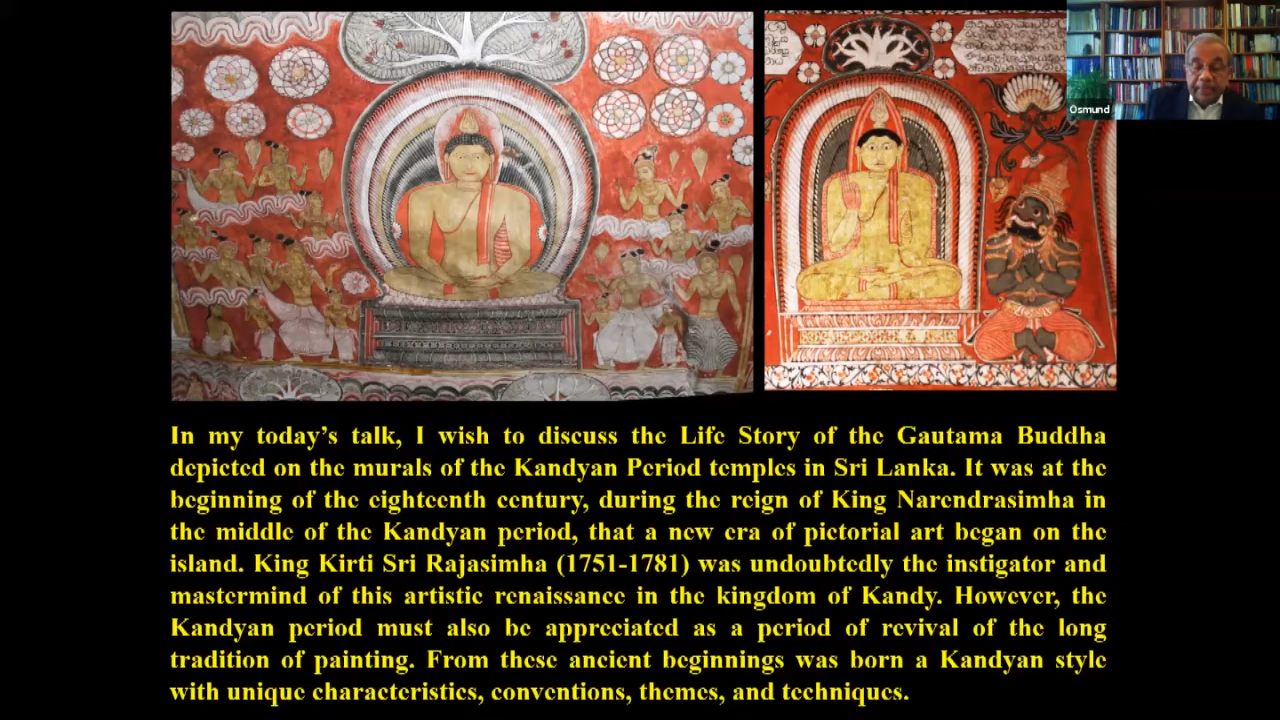 Osmund
In my today's talk, I wish to discuss the Life Story of the Gautama Buddha
depicted on the murals of the Kandyan Period temples in Sri Lanka. It was at the
beginning of the eighteenth century, during the reign of King Narendrasimha in
the middle of the Kandyan period, that a new era of pictorial art began on the
island. King Kirti Sri Rajasimha (1751-1781) was undoubtedly the instigator and
mastermind of this artistic renaissance in the kingdom of Kandy. However, the
Kandyan period must also be appreciated as a period of revival of the long
tradition of painting. From these ancient beginnings was born a Kandyan style
with unique characteristics, conventions, themes, and techniques.